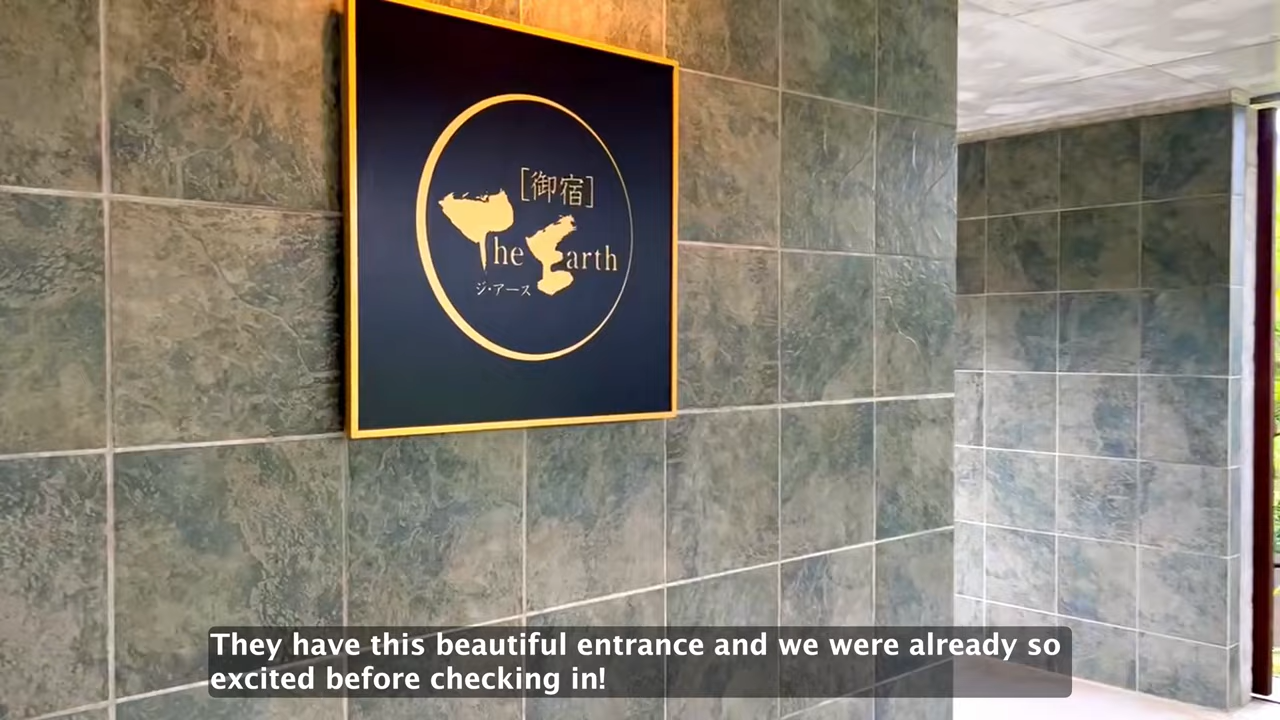 [御宿]
The Earth
ジ・アース
They have this beautiful entrance and we were already so
excited before checking in!